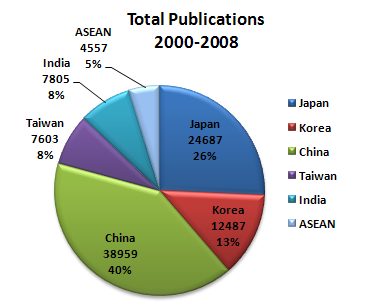 Total Publications
2000-2008
ASEAN
4557
5%
India
7805
8%
Taiwan
7603
8%
Japan
24687
26%
Korea
12487
13%
China
38959
40%
Japan
Korea
China
Taiwan
India
ASEAN